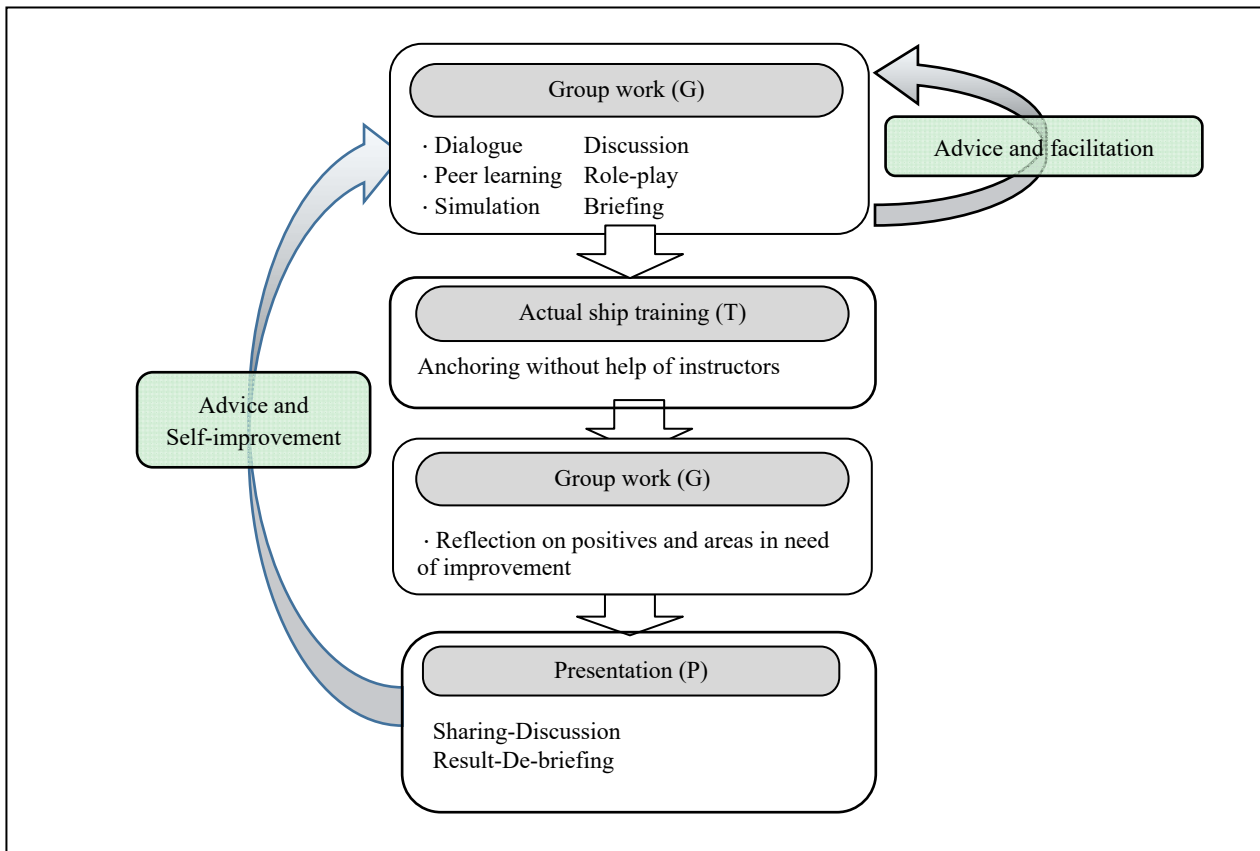 Group work (G)
· Dialogue Discussion
· Peer learning Role-play
· Simulation Briefing
Advice and facilitation
Actual ship training (T)
Anchoring without help of instructors
Advice and
Self-improvement
Group work (G)
· Reflection on positives and areas in need
of improvement
Presentation (P)
Sharing-Discussion
Result-De-briefing